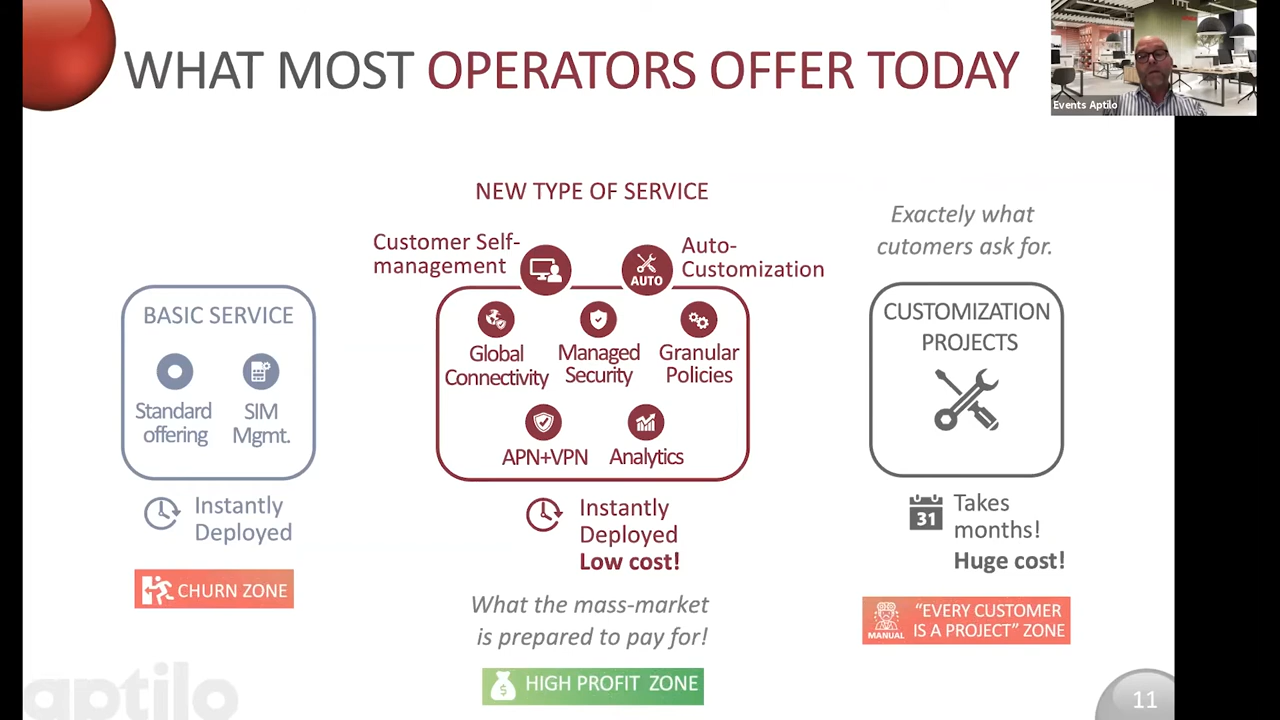 WHAT MOST OPERATORS OFFER TODAY
Events Aptilo
NEW TYPE OF SERVICE
Customer Self-
management
AUTO
Auto-
Customization
Exactely what
cutomers ask for.
BASIC SERVICE
Standard
offering
SIM
Mgmt.
Instantly
Deployed
CHURN ZONE
Global
Connectivity
Managed
Security
Granular
Policies
APN+VPN
Analytics
Instantly
Deployed
Low cost!
What the mass-market
is prepared to pay for!
$
HIGH PROFIT ZONE
CUSTOMIZATION
PROJECTS
31
Takes
months!
Huge cost!
MANUAL
“EVERY CUSTOMER
IS A PROJECT” ZONE
aptilo
11